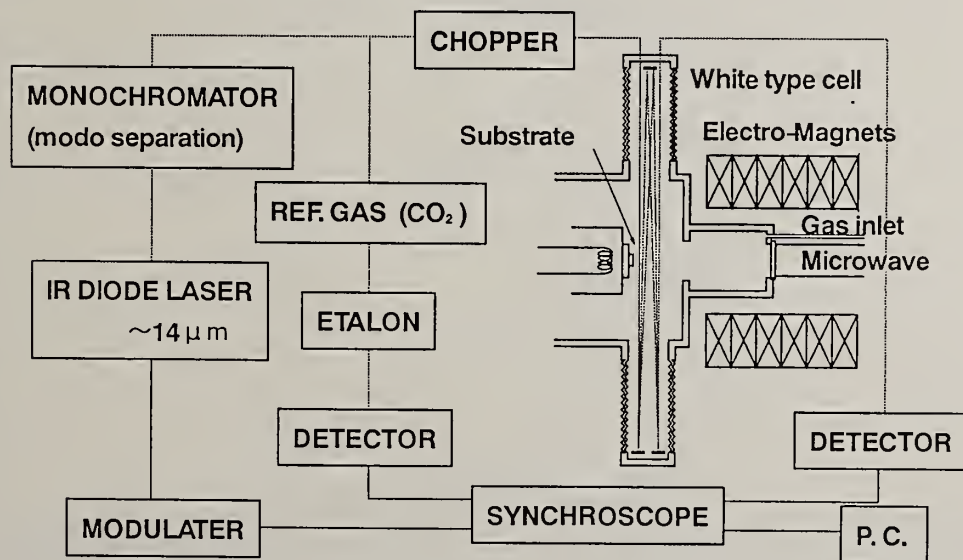 CHOPPER
MONOCHROMATOR
(modo separation)
White type cell
Substrate
Electro-Magnets
REF. GAS (CO₂)
Gas inlet
Microwave
IR DIODE LASER
~14 μm
ETALON
DETECTOR
DETECTOR
MODULATER
SYNCHROSCOPE
P. C.